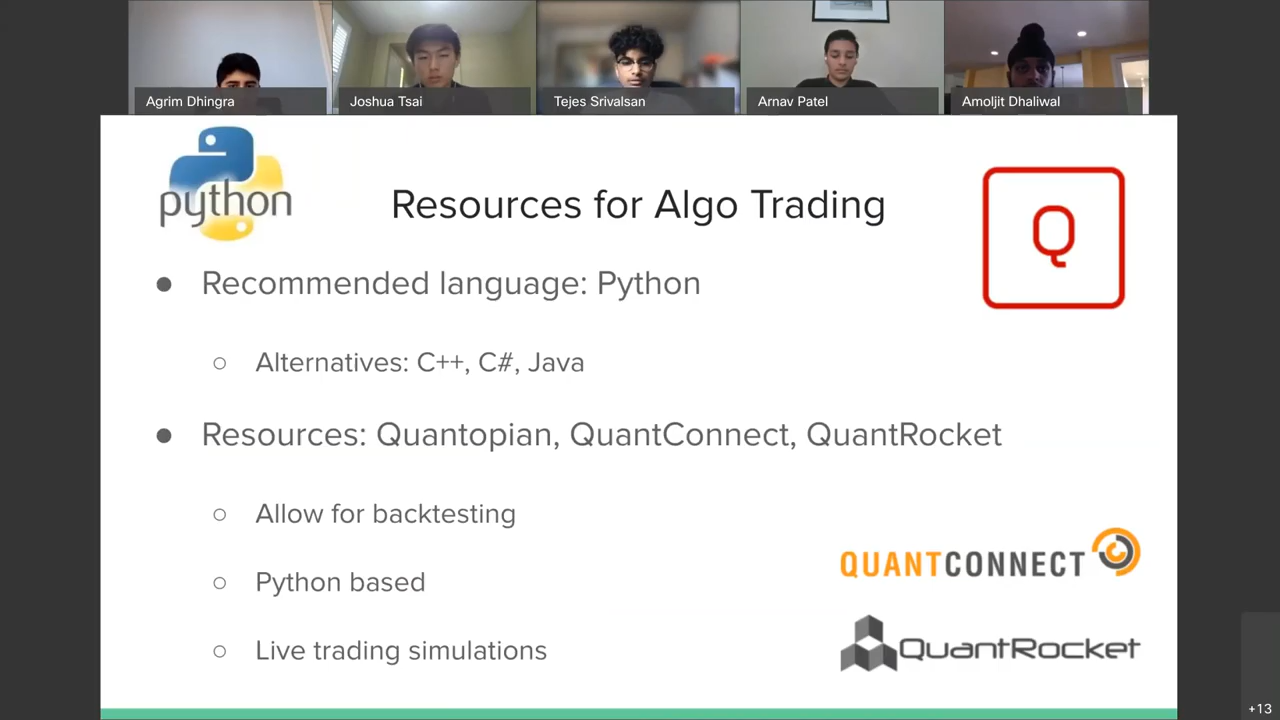 Agrim Dhingra
Joshua Tsai
Tejes Srivalsan
Arnav Patel
Amoljit Dhaliwal
python
Resources for Algo Trading
Q
● Recommended language: Python
○ Alternatives: C++, C#, Java
● Resources: Quantopian, QuantConnect, QuantRocket
○ Allow for backtesting
○ Python based
○ Live trading simulations
QUANTCONNECT
QuantRocket
+13